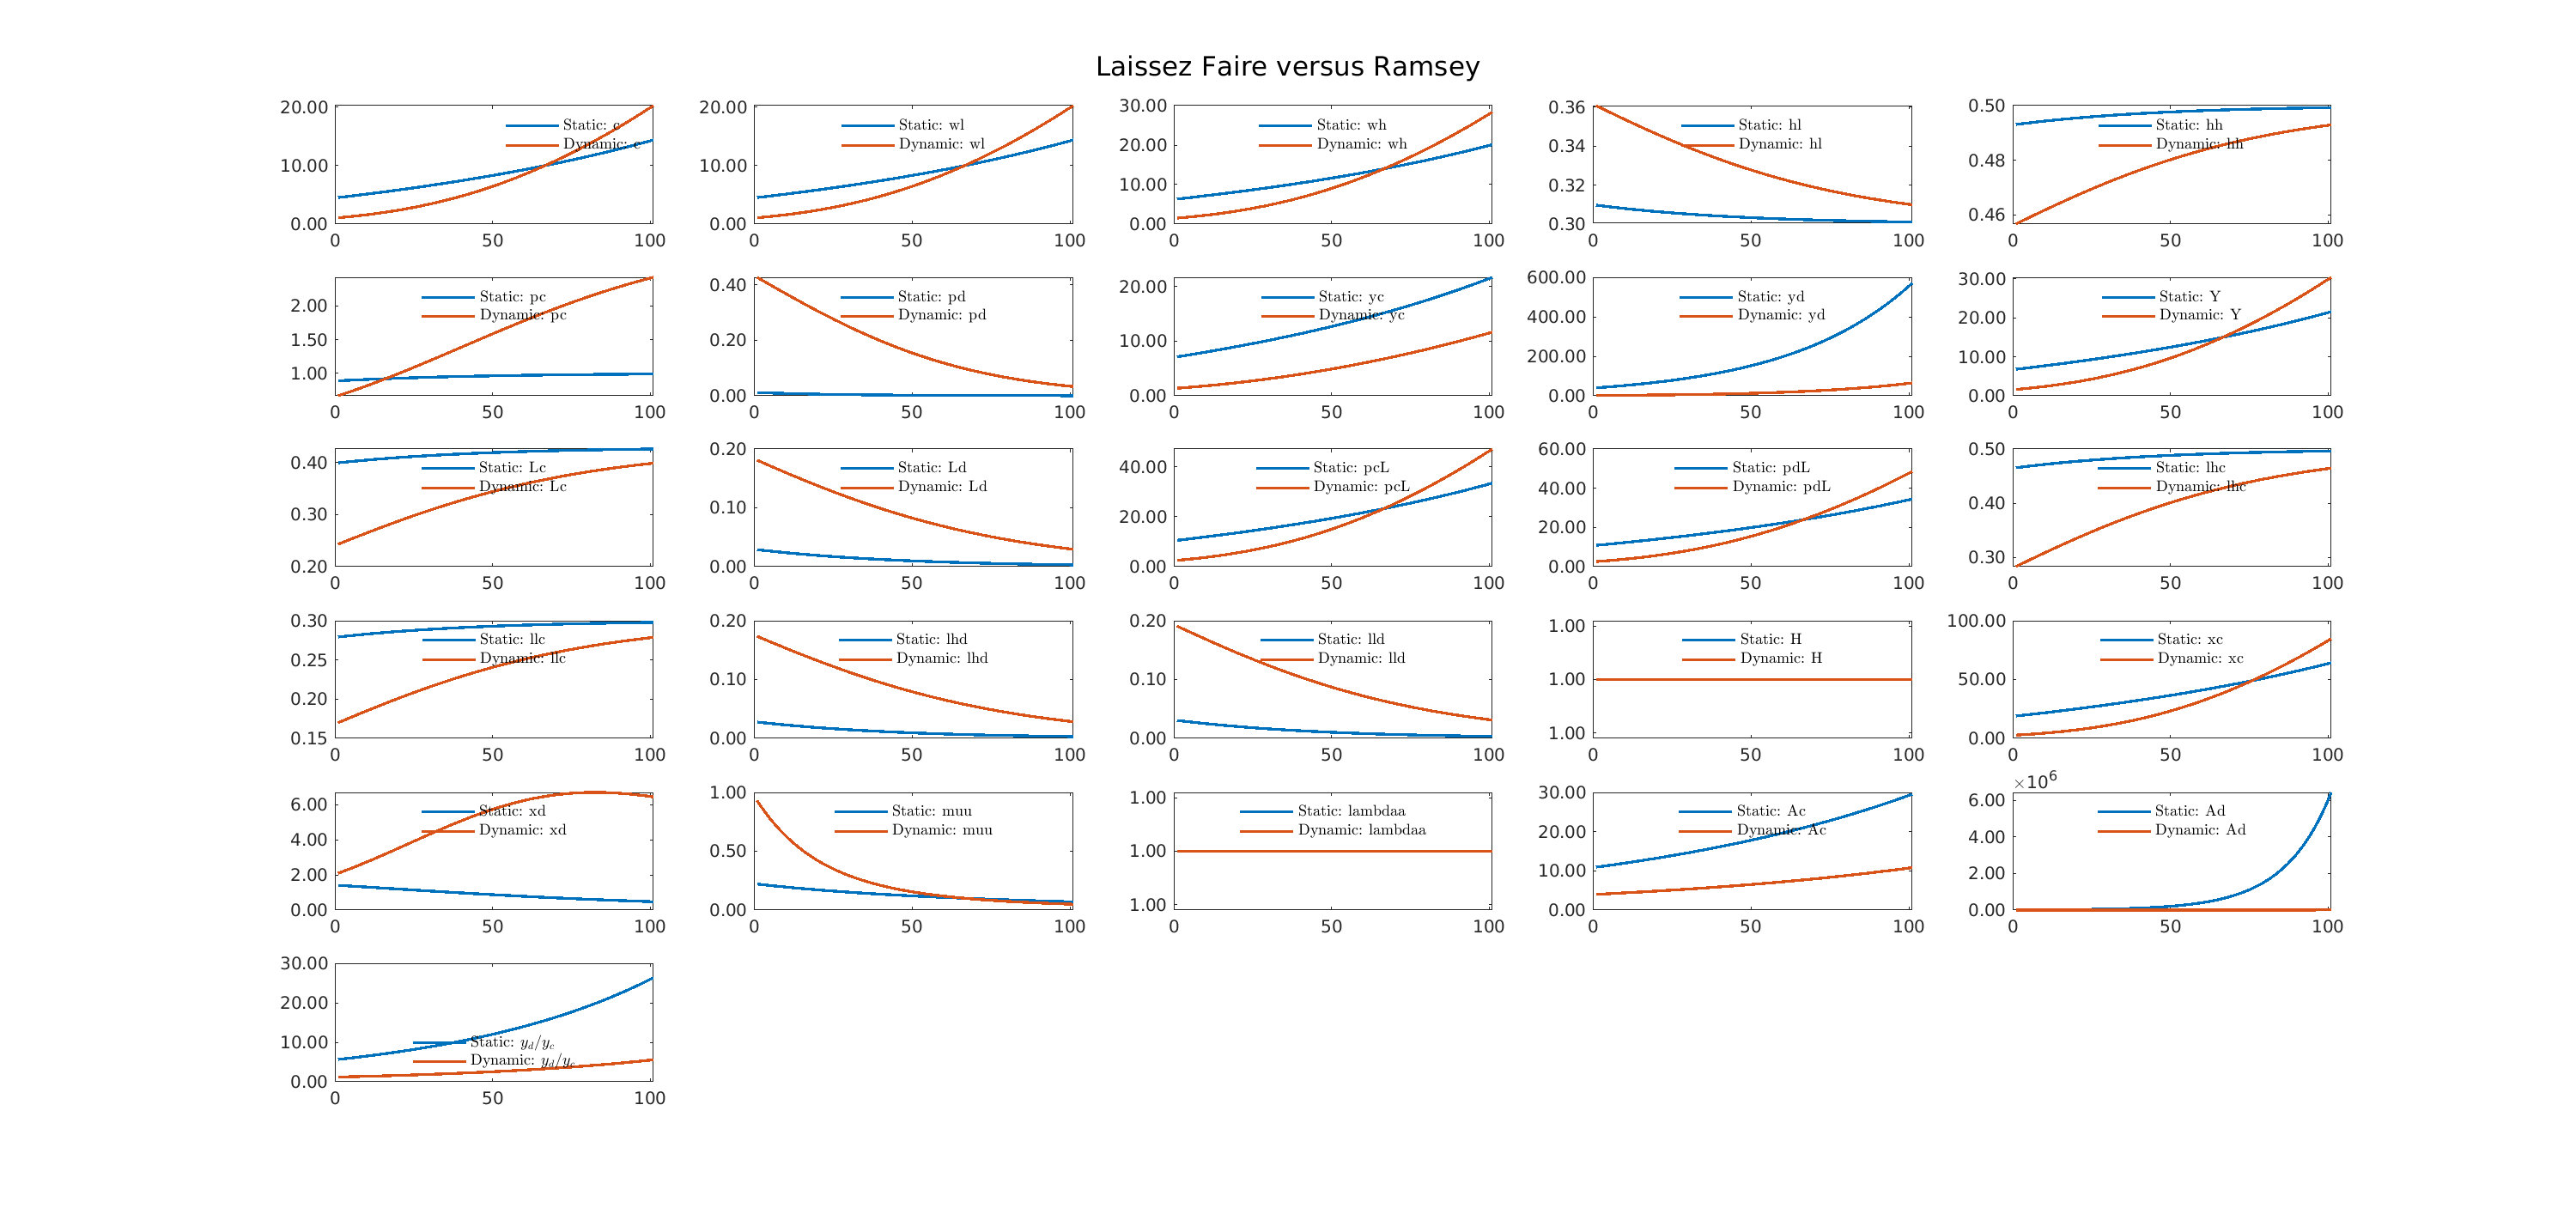 Laissez Faire versus Ramsey
20.00
10.00
0.00
0 50 100
Static: c
Dynamic: c
20.00
10.00
0.00
0 50 100
Static: wl
Dynamic: wl
30.00
20.00
10.00
0.00
0 50 100
Static: wh
Dynamic: wh
0.36
0.34
0.32
0.30
0 50 100
Static: hl
Dynamic: hl
0.50
0.48
0.46
0 50 100
Static: hh
Dynamic: hh
2.00
1.50
1.00
0 50 100
Static: pc
Dynamic: pc
0.40
0.20
0.00
0 50 100
Static: pd
Dynamic: pd
20.00
10.00
0.00
0 50 100
Static: yc
Dynamic: yc
600.00
400.00
200.00
0.00
0 50 100
Static: yd
Dynamic: yd
30.00
20.00
10.00
0.00
0 50 100
Static: Y
Dynamic: Y
0.40
0.30
0.20
0 50 100
Static: Lc
Dynamic: Lc
0.20
0.10
0.00
0 50 100
Static: Ld
Dynamic: Ld
40.00
20.00
0.00
0 50 100
Static: pcL
Dynamic: pcL
60.00
40.00
20.00
0.00
0 50 100
Static: pdL
Dynamic: pdL
0.50
0.40
0.30
0 50 100
Static: lhc
Dynamic: lhc
0.30
0.25
0.20
0.15
0 50 100
Static: llc
Dynamic: llc
0.20
0.10
0.00
0 50 100
Static: lhd
Dynamic: lhd
0.20
0.10
0.00
0 50 100
Static: lld
Dynamic: lld
1.00
1.00
1.00
0 50 100
Static: H
Dynamic: H
100.00
50.00
0.00
0 50 100
Static: xc
Dynamic: xc
6.00
4.00
2.00
0.00
0 50 100
Static: xd
Dynamic: xd
1.00
0.50
0.00
0 50 100
Static: muu
Dynamic: muu
1.00
1.00
1.00
0 50 100
Static: lambdaa
Dynamic: lambdaa
30.00
20.00
10.00
0.00
0 50 100
Static: Ac
Dynamic: Ac
×10⁶
6.00
4.00
2.00
0.00
0 50 100
Static: Ad
Dynamic: Ad
30.00
20.00
10.00
0.00
0 50 100
Static: y_d/y_c
Dynamic: y_d/y_c